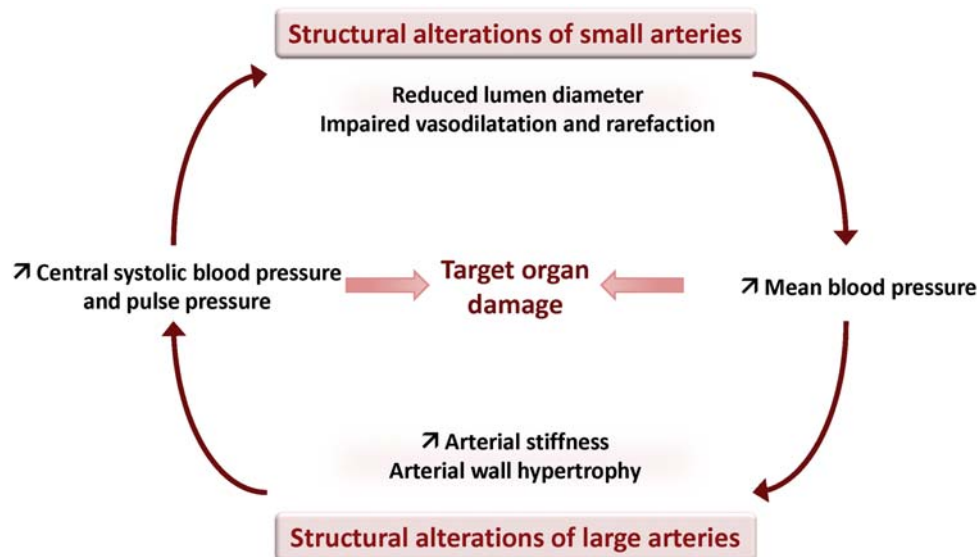 Structural alterations of small arteries
Reduced lumen diameter
Impaired vasodilatation and rarefaction
↗ Central systolic blood pressure
and pulse pressure
Target organ
damage
↗ Mean blood pressure
↗ Arterial stiffness
Arterial wall hypertrophy
Structural alterations of large arteries